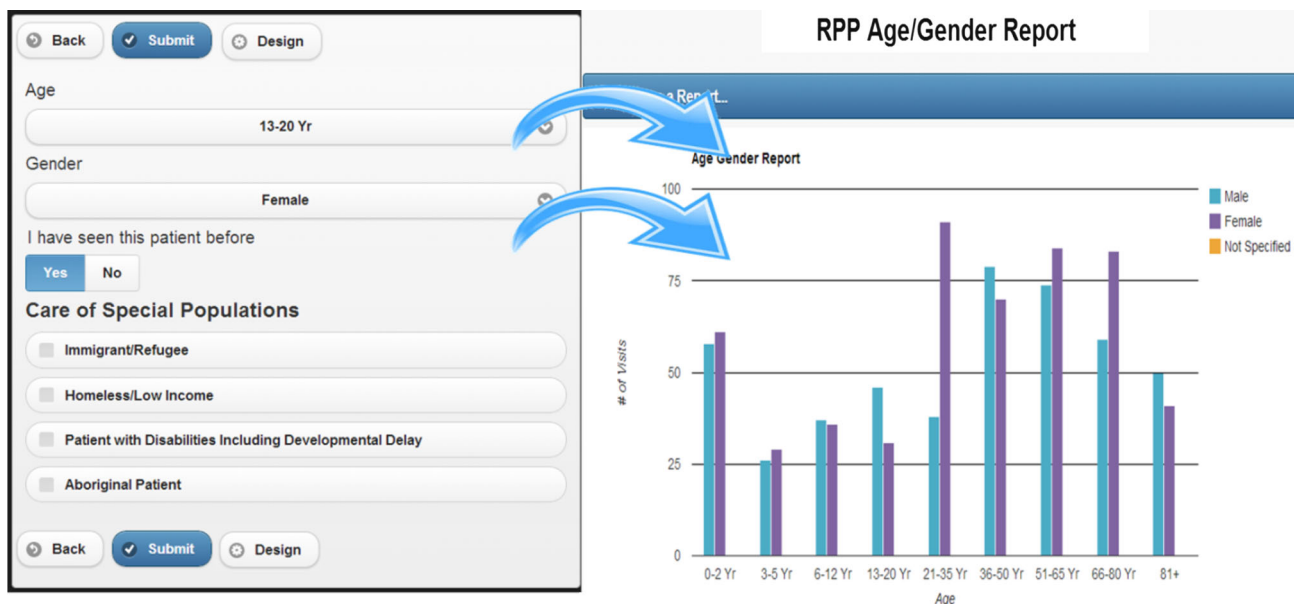 Back Submit Design
Age
13-20 Yr
Gender
Female
I have seen this patient before
Yes No
Care of Special Populations
Immigrant/Refugee
Homeless/Low Income
Patient with Disabilities Including Developmental Delay
Aboriginal Patient
Back Submit Design
RPP Age/Gender Report
a Report...
Age Gender Report
100
75
50
25
0
# of Visits
0-2 Yr 3-5 Yr 6-12 Yr 13-20 Yr 21-35 Yr 36-50 Yr 51-65 Yr 66-80 Yr 81+
Age
Male
Female
Not Specified